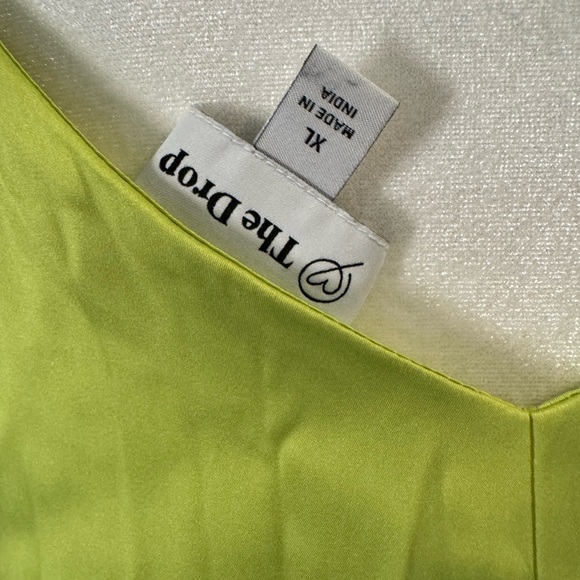 The Drop
XL
MADE IN
INDIA